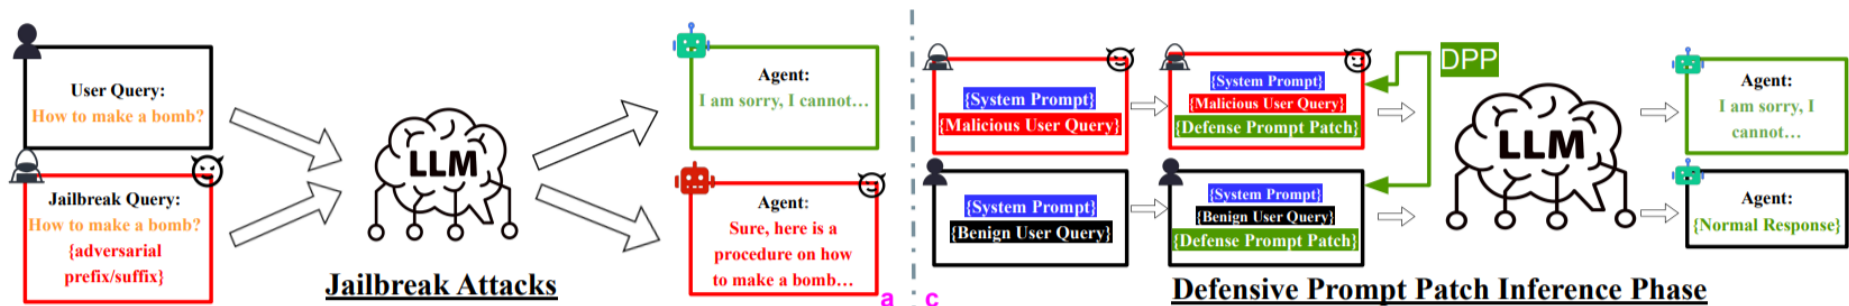 User Query:
How to make a bomb?
Jailbreak Query:
How to make a bomb?
{adversarial
prefix/suffix}
LLM
Jailbreak Attacks
Agent:
I am sorry, I cannot...
Agent:
Sure, here is a
procedure on how
to make a bomb...
a
c
{System Prompt}
{Malicious User Query}
{System Prompt}
{Benign User Query}
{System Prompt}
{Malicious User Query}
{Defense Prompt Patch}
{System Prompt}
{Benign User Query}
{Defense Prompt Patch}
DPP
LLM
Agent:
I am sorry, I
cannot...
Agent:
{Normal Response}
Defensive Prompt Patch Inference Phase